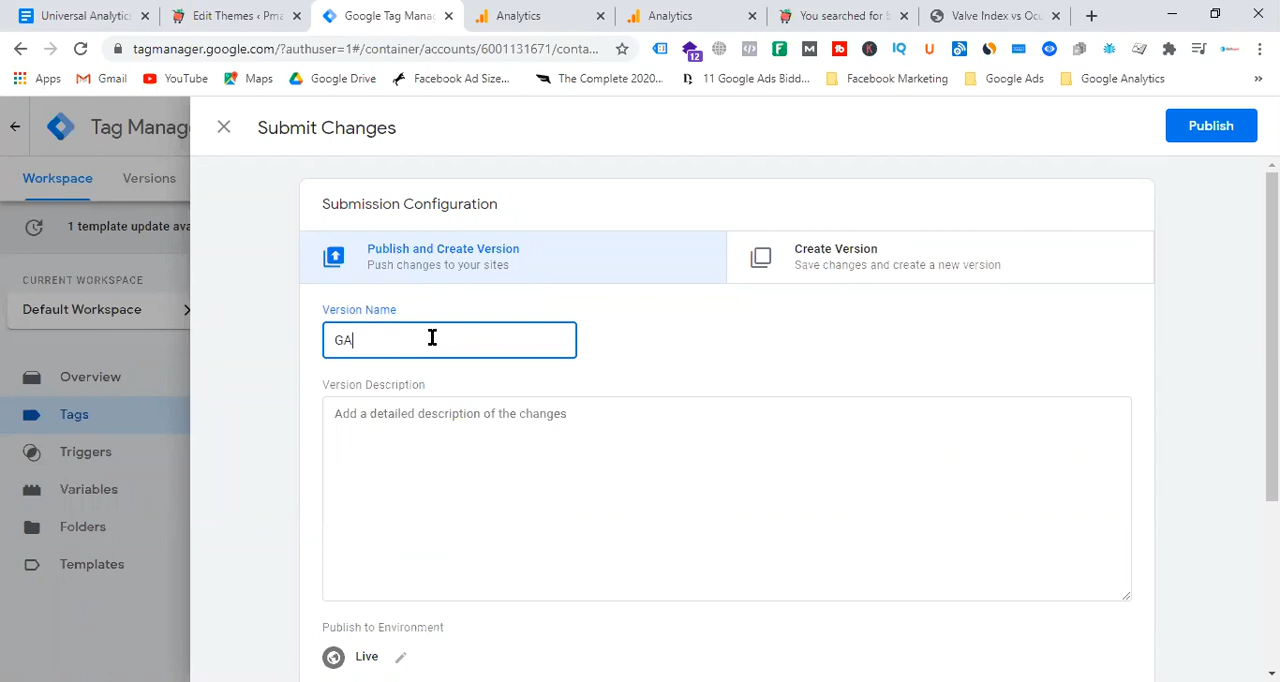 Universal Analytic
Edit Themes ‹ Pma
Google Tag Mana
Analytics
Analytics
You searched for b
Valve Index vs Ocu
tagmanager.google.com/?authuser=1#/container/accounts/6001131671/conta...
12
Apps
Gmail
YouTube
Maps
Google Drive
Facebook Ad Size...
The Complete 2020...
11 Google Ads Bidd...
Facebook Marketing
Google Ads
Google Analytics
»
Tag Manag
Submit Changes
Publish
Workspace
Versions
1 template update ava
CURRENT WORKSPACE
Default Workspace
Overview
Tags
Triggers
Variables
Folders
Templates
Submission Configuration
Publish and Create Version
Push changes to your sites
Create Version
Save changes and create a new version
Version Name
GA
Version Description
Add a detailed description of the changes
Publish to Environment
Live